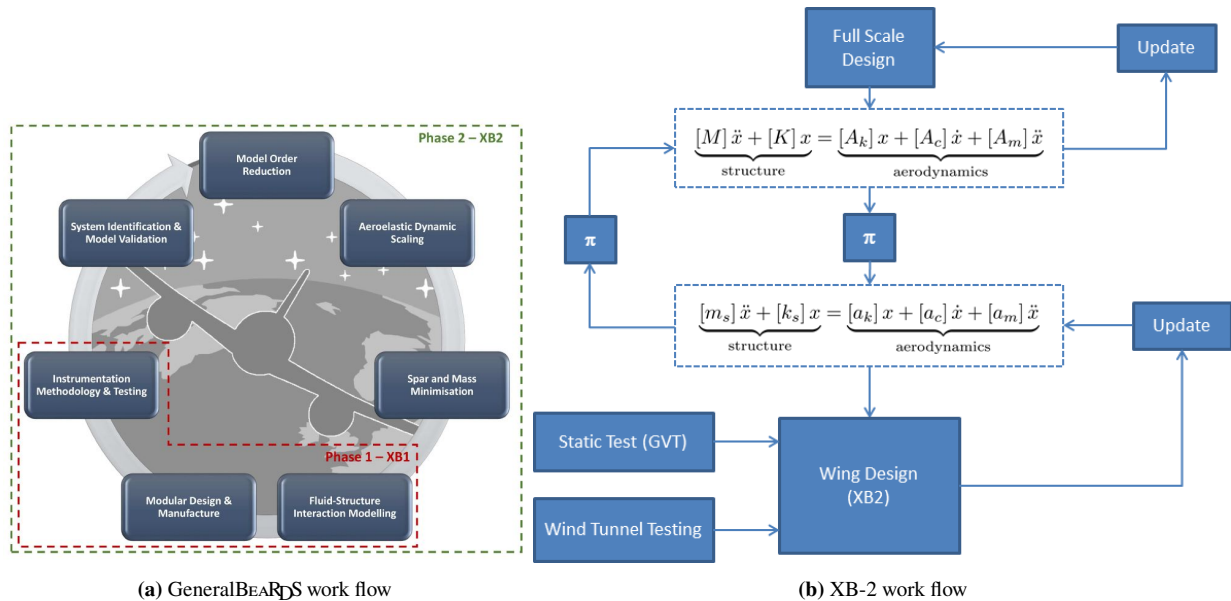 Phase 2 – XB2
Model Order
Reduction
System Identification &
Model Validation
Aeroelastic Dynamic
Scaling
Instrumentation
Methodology & Testing
Spar and Mass
Minimisation
Phase 1 – XB1
Modular Design &
Manufacture
Fluid-Structure
Interaction Modelling
(a) GeneralBEARDS work flow
Full Scale
Design
Update
[M] ẍ + [K] x = [A_k] x + [A_c] ẋ + [A_m] ẍ
structure aerodynamics
π
π
[m_s] ẍ + [k_s] x = [a_k] x + [a_c] ẋ + [a_m] ẍ
structure aerodynamics
Update
Static Test (GVT)
Wing Design
(XB2)
Wind Tunnel Testing
(b) XB-2 work flow